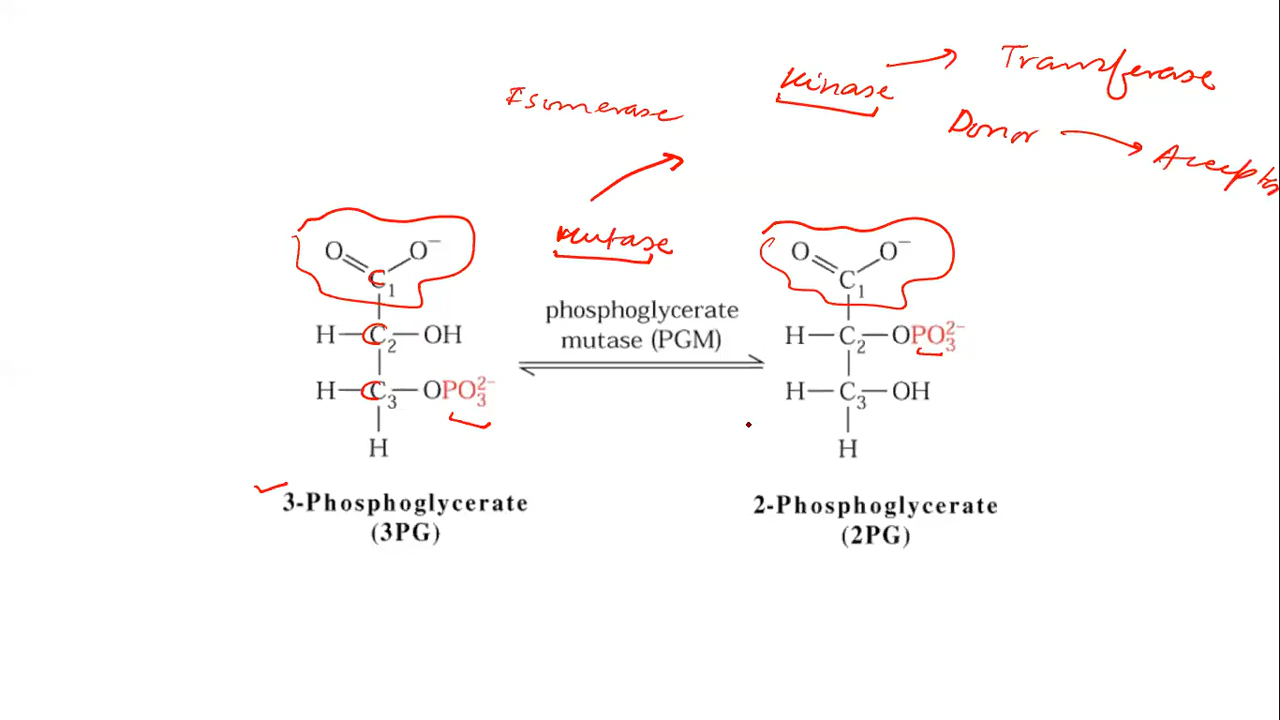 Kinase → Transferase
Isomerase
Donor → Acceptor
Mutase
O O⁻
C₁
H—C₂—OH
H—C₃—OPO₃²⁻
H
3-Phosphoglycerate
(3PG)
phosphoglycerate
mutase (PGM)
O O⁻
C₁
H—C₂—OPO₃²⁻
H—C₃—OH
H
2-Phosphoglycerate
(2PG)